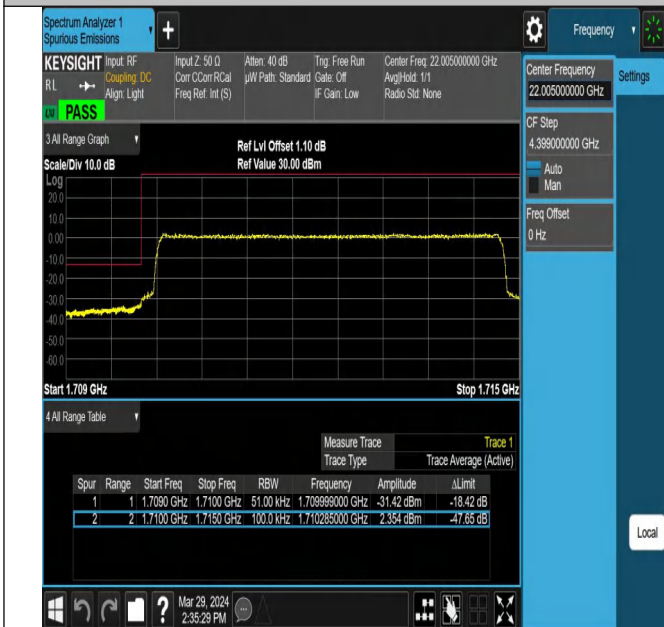 Spectrum Analyzer 1
Spurious Emissions
+
Frequency
KEYSIGHT
RL
PASS
Input: RF
Coupling: DC
Align: Light
Input Z: 50 Ω
Corr CCorr RCal
Freq Ref: Int (S)
Atten: 40 dB
µW Path: Standard
Trig: Free Run
Gate: Off
IF Gain: Low
Center Freq: 22.005000000 GHz
Avg|Hold: 1/1
Radio Std: None
Center Frequency
22.005000000 GHz
Settings
CF Step
4.399000000 GHz
Auto
Man
Freq Offset
0 Hz
3 All Range Graph
Scale/Div 10.0 dB
Ref Lvl Offset 1.10 dB
Ref Value 30.00 dBm
Log
20.0
10.0
0.00
-10.0
-20.0
-30.0
-40.0
-50.0
-60.0
Start 1.709 GHz
Stop 1.715 GHz
4 All Range Table
Measure Trace Trace 1
Trace Type Trace Average (Active)
Spur Range Start Freq Stop Freq RBW Frequency Amplitude ΔLimit
1 1 1.7090 GHz 1.7100 GHz 51.00 kHz 1.709999000 GHz -31.42 dBm -18.42 dB
2 2 1.7100 GHz 1.7150 GHz 100.0 kHz 1.710285000 GHz 2.354 dBm -47.65 dB
Local
?
Mar 29, 2024
2:35:29 PM